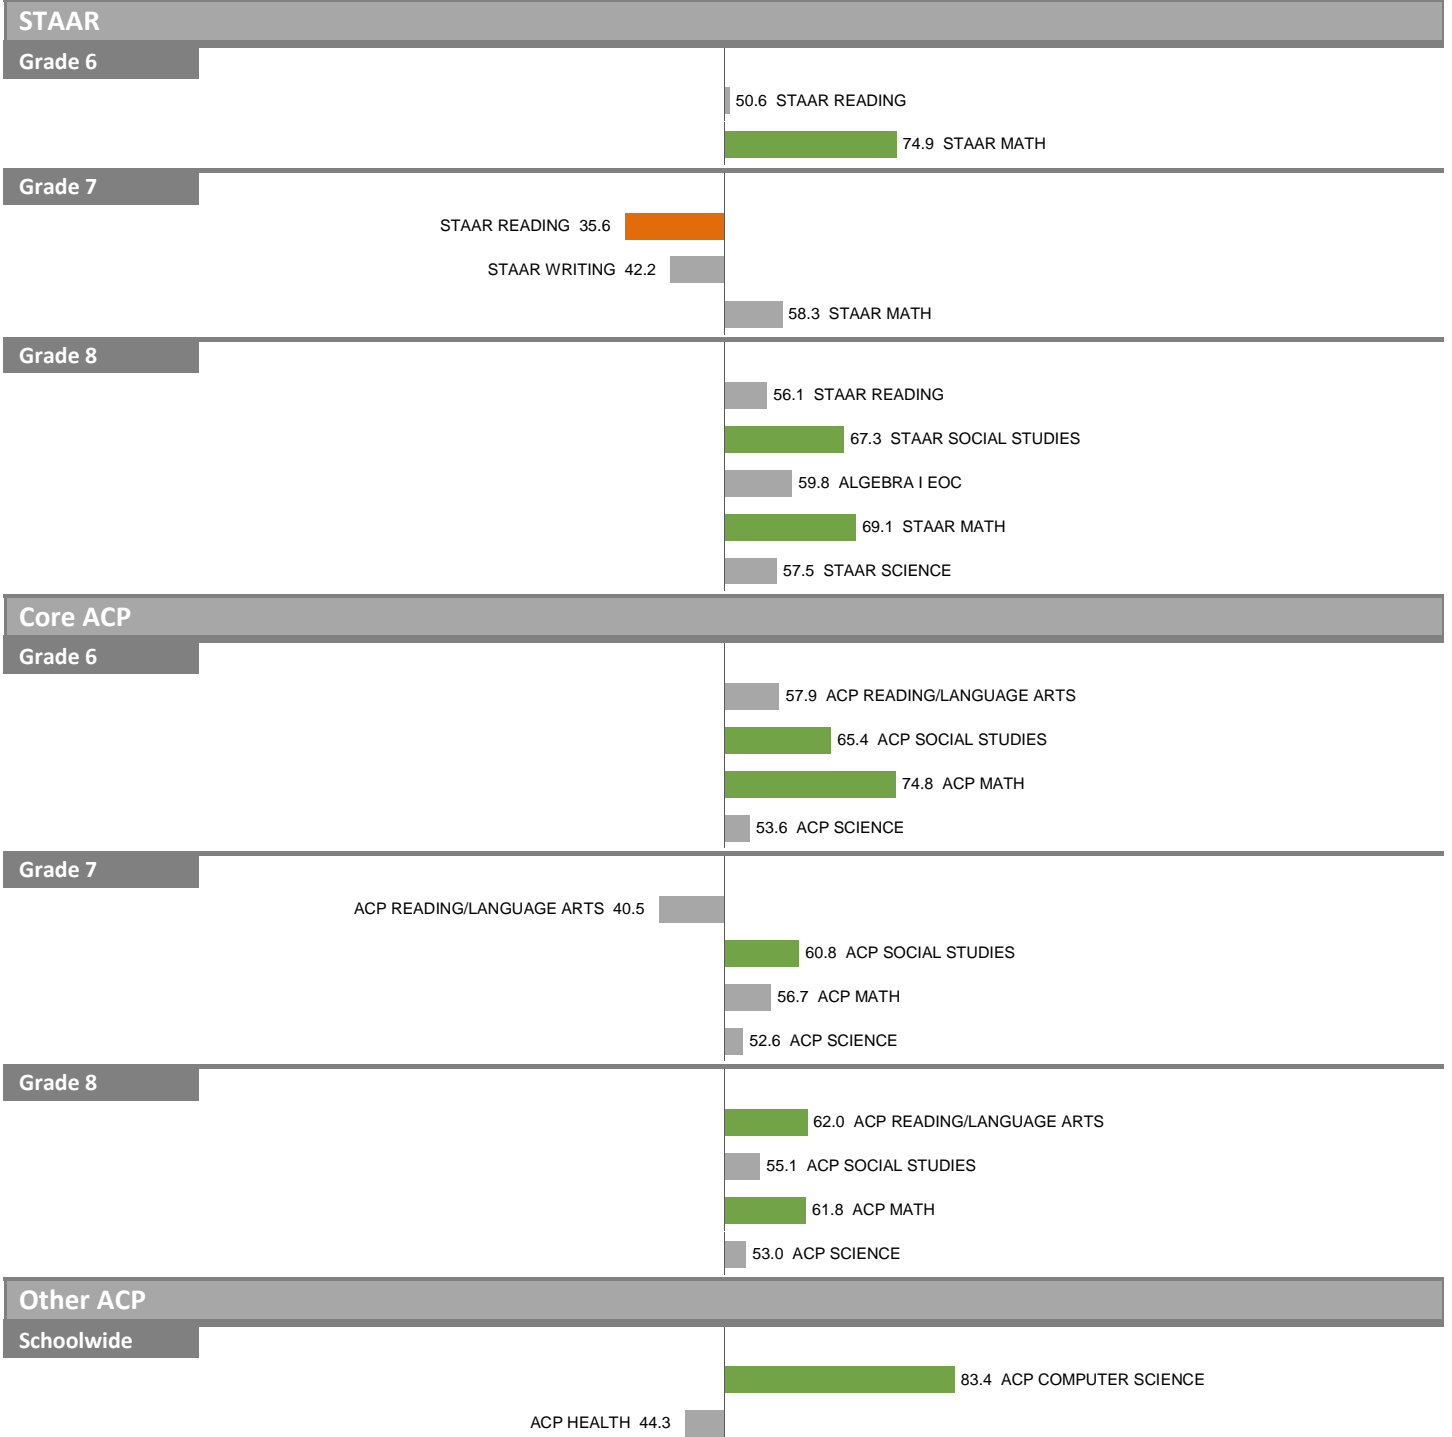 STAAR
Grade 6
50.6 STAAR READING
74.9 STAAR MATH
Grade 7
STAAR READING 35.6
STAAR WRITING 42.2
58.3 STAAR MATH
Grade 8
56.1 STAAR READING
67.3 STAAR SOCIAL STUDIES
59.8 ALGEBRA I EOC
69.1 STAAR MATH
57.5 STAAR SCIENCE
Core ACP
Grade 6
57.9 ACP READING/LANGUAGE ARTS
65.4 ACP SOCIAL STUDIES
74.8 ACP MATH
53.6 ACP SCIENCE
Grade 7
ACP READING/LANGUAGE ARTS 40.5
60.8 ACP SOCIAL STUDIES
56.7 ACP MATH
52.6 ACP SCIENCE
Grade 8
62.0 ACP READING/LANGUAGE ARTS
55.1 ACP SOCIAL STUDIES
61.8 ACP MATH
53.0 ACP SCIENCE
Other ACP
Schoolwide
83.4 ACP COMPUTER SCIENCE
ACP HEALTH 44.3